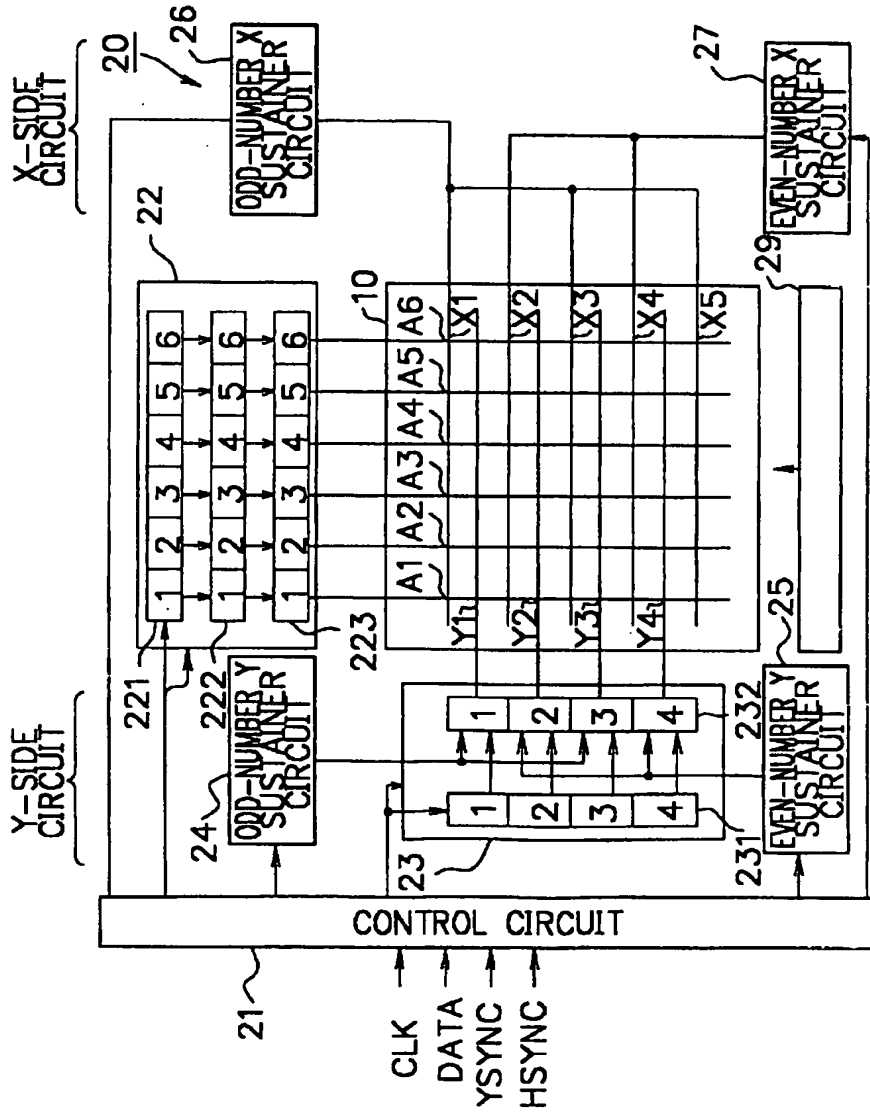 X-SIDE
CIRCUIT
Y-SIDE
CIRCUIT
20
26
ODD-NUMBER X
SUSTAINER
CIRCUIT
22
1 2 3 4 5 6
221
1 2 3 4 5 6
222
1 2 3 4 5 6
223
24
ODD-NUMBER Y
SUSTAINER
CIRCUIT
10
A1 A2 A3 A4 A5 A6
Y1 X1
X2
Y2
X3
Y3
X4
Y4
X5
1 1
2 2
3 3
4 4
23
231
232
25
EVEN-NUMBER Y
SUSTAINER
CIRCUIT
27
EVEN-NUMBER X
SUSTAINER
CIRCUIT
29
CONTROL CIRCUIT
21
CLK
DATA
YSYNC
HSYNC